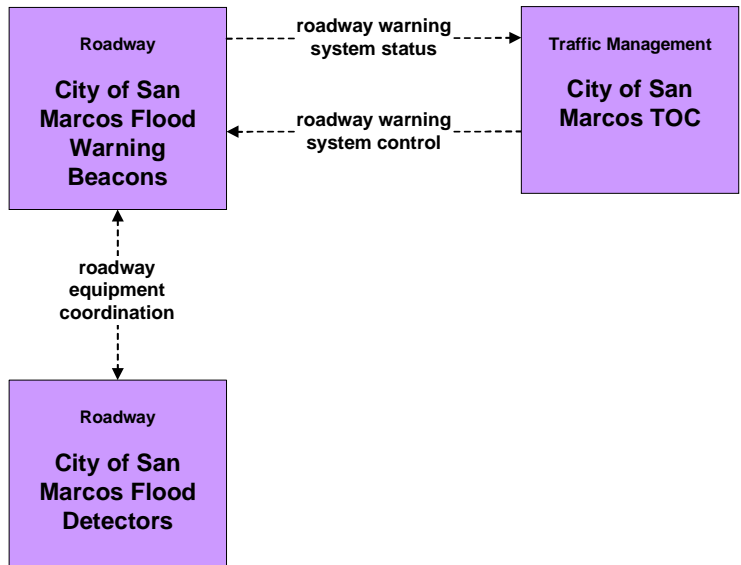 Roadway
City of San
Marcos Flood
Warning
Beacons
roadway warning
system status
Traffic Management
City of San
Marcos TOC
roadway warning
system control
roadway
equipment
coordination
Roadway
City of San
Marcos Flood
Detectors